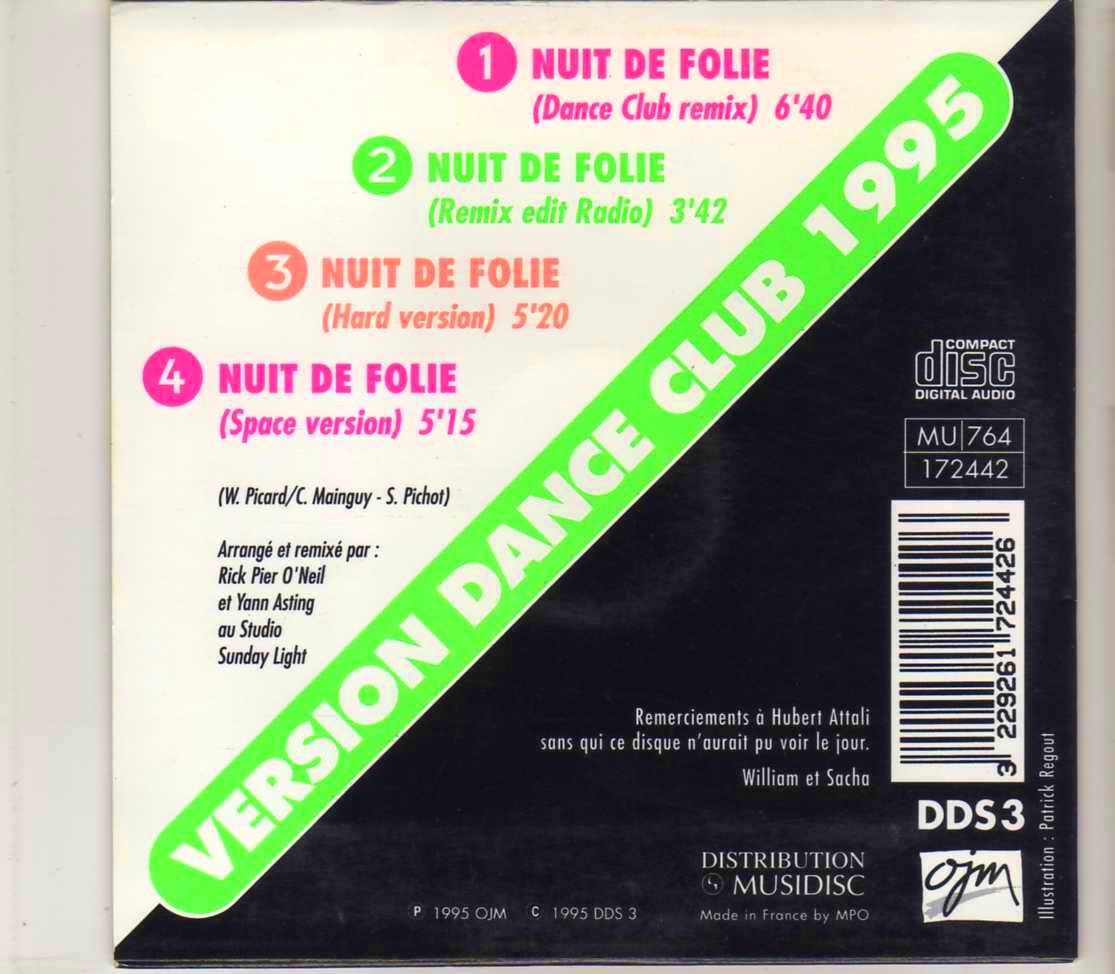 1 NUIT DE FOLIE
(Dance Club remix) 6'40
2 NUIT DE FOLIE
(Remix edit Radio) 3'42
3 NUIT DE FOLIE
(Hard version) 5'20
4 NUIT DE FOLIE
(Space version) 5'15
(W. Picard/C. Mainguy - S. Pichot)
Arrangé et remixé par :
Rick Pier O'Neil
et Yann Asting
au Studio
Sunday Light
VERSION DANCE CLUB 1995
COMPACT
disc
DIGITAL AUDIO
MU|764
172442
3 229261 724426
Remerciements à Hubert Attali
sans qui ce disque n'aurait pu voir le jour.
William et Sacha
DDS3
ojm
Illustration : Patrick Regout
DISTRIBUTION
MUSIDISC
Made in France by MPO
P 1995 OJM C 1995 DDS 3